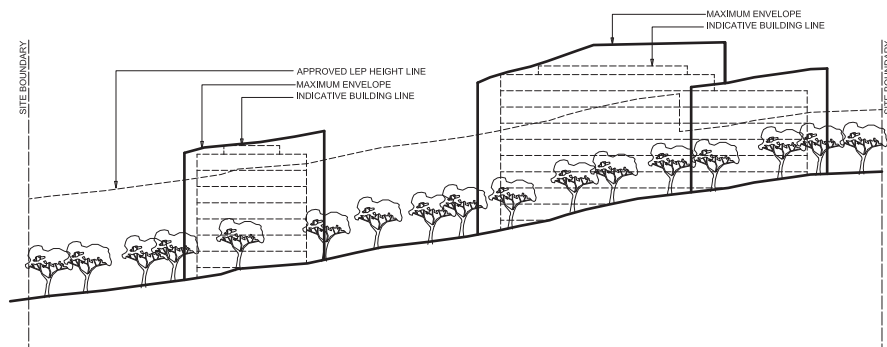 MAXIMUM ENVELOPE
INDICATIVE BUILDING LINE
SITE BOUNDARY
APPROVED LEP HEIGHT LINE
MAXIMUM ENVELOPE
INDICATIVE BUILDING LINE
SITE BOUNDARY